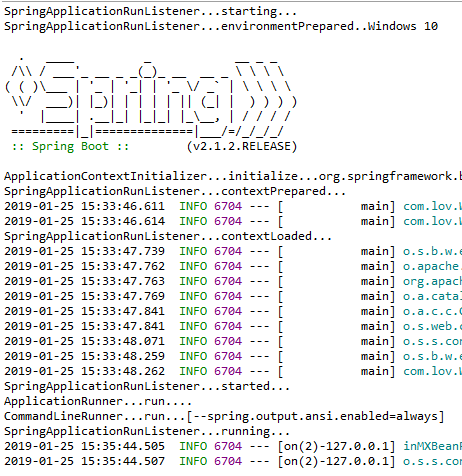 SpringApplicationRunListener...starting...
SpringApplicationRunListener...environmentPrepared..Windows 10
  .   ____          _            __ _ _
 /\\ / ___'_ __ _ _(_)_ __  __ _ \ \ \ \
( ( )\___ | '_ | '_| | '_ \/ _` | \ \ \ \
 \\/  ___)| |_)| | | | | || (_| |  ) ) ) )
  '  |____| .__|_| |_|_| |_\__, | / / / /
 =========|_|==============|___/=/_/_/_/
 :: Spring Boot ::        (v2.1.2.RELEASE)
ApplicationContextInitializer...initialize...org.springframework.b
SpringApplicationRunListener...contextPrepared...
2019-01-25 15:33:46.611  INFO 6704 --- [           main] com.lov.W
2019-01-25 15:33:46.614  INFO 6704 --- [           main] com.lov.W
SpringApplicationRunListener...contextLoaded...
2019-01-25 15:33:47.739  INFO 6704 --- [           main] o.s.b.w.e
2019-01-25 15:33:47.762  INFO 6704 --- [           main] o.apache.
2019-01-25 15:33:47.763  INFO 6704 --- [           main] org.apach
2019-01-25 15:33:47.769  INFO 6704 --- [           main] o.a.catal
2019-01-25 15:33:47.841  INFO 6704 --- [           main] o.a.c.c.C
2019-01-25 15:33:47.841  INFO 6704 --- [           main] o.s.web.c
2019-01-25 15:33:48.071  INFO 6704 --- [           main] o.s.s.con
2019-01-25 15:33:48.259  INFO 6704 --- [           main] o.s.b.w.e
2019-01-25 15:33:48.262  INFO 6704 --- [           main] com.lov.W
SpringApplicationRunListener...started...
ApplicationRunner...run....
CommandLineRunner...run...[--spring.output.ansi.enabled=always]
SpringApplicationRunListener...running...
2019-01-25 15:35:44.505  INFO 6704 --- [on(2)-127.0.0.1] inMXBeanR
2019-01-25 15:35:44.507  INFO 6704 --- [on(2)-127.0.0.1] o.s.s.con